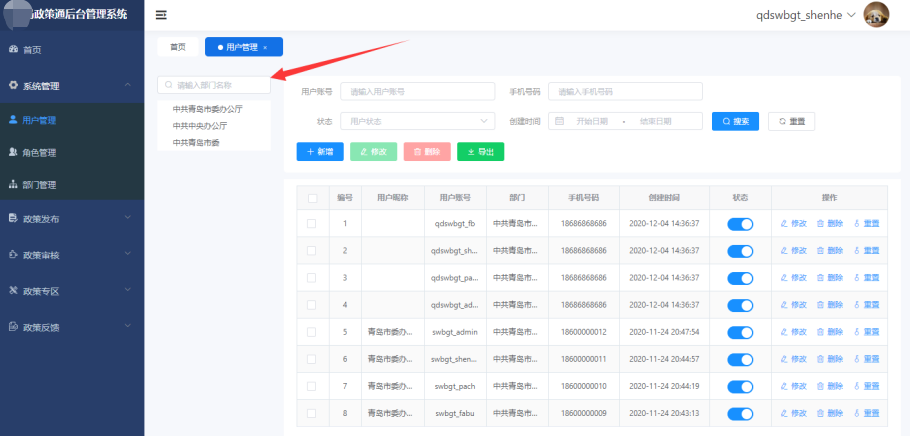 政策通后台管理系统
qdswbgt_shenhe
首页
用户管理 ×
首页
系统管理
用户管理
角色管理
部门管理
政策发布
政策审核
政策专区
政策反馈
请输入部门名称
中共青岛市委办公厅
中共中央办公厅
中共青岛市委
用户账号 请输入用户账号 手机号码 请输入手机号码
状态 用户状态 创建时间 开始日期 - 结束日期 搜索 重置
+ 新增 修改 删除 导出
编号 用户昵称 用户账号 部门 手机号码 创建时间 状态 操作
1 qdswbgt_fb 中共青岛市... 18686868686 2020-12-04 14:36:37 修改 删除 重置
2 qdswbgt_sh... 中共青岛市... 18686868686 2020-12-04 14:36:37 修改 删除 重置
3 qdswbgt_pa... 中共青岛市... 18686868686 2020-12-04 14:36:37 修改 删除 重置
4 qdswbgt_ad... 中共青岛市... 18686868686 2020-12-04 14:36:37 修改 删除 重置
5 青岛市委办... swbgt_admin 中共青岛市... 18600000012 2020-11-24 20:47:54 修改 删除 重置
6 青岛市委办... swbgt_shen... 中共青岛市... 18600000011 2020-11-24 20:44:57 修改 删除 重置
7 青岛市委办... swbgt_pach 中共青岛市... 18600000010 2020-11-24 20:44:19 修改 删除 重置
8 青岛市委办... swbgt_fabu 中共青岛市... 18600000009 2020-11-24 20:43:13 修改 删除 重置